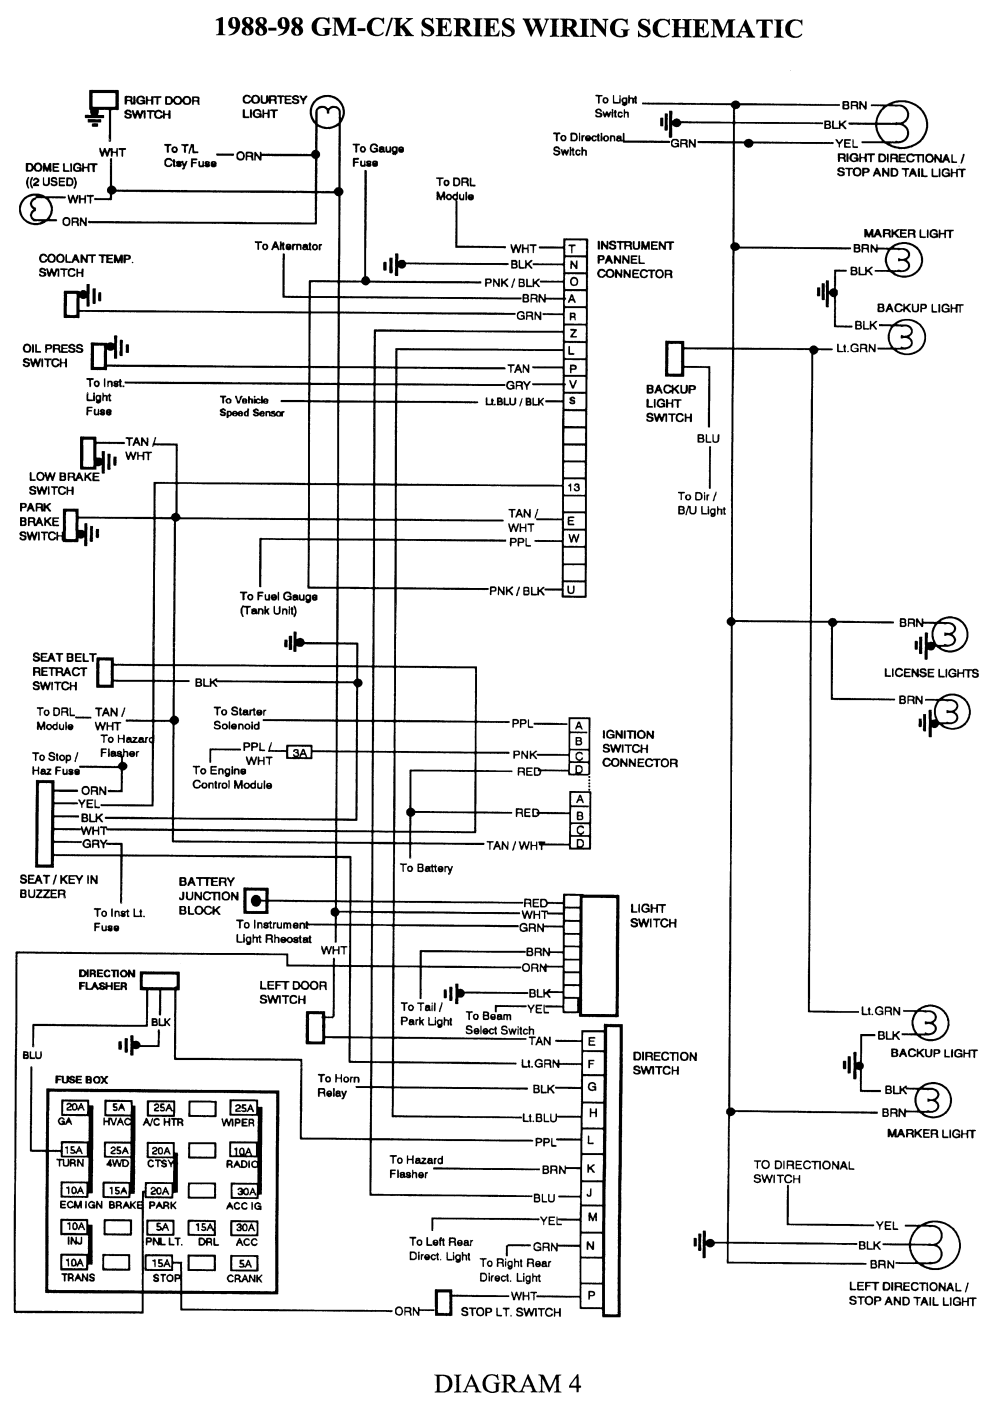 1988-98 GM-C/K SERIES WIRING SCHEMATIC
RIGHT DOOR
SWITCH
WHT
COURTESY
LIGHT
DOME LIGHT
((2 USED)
WHT
ORN
To T/L
Ctsy Fuse
ORN
To Gauge
Fuse
To DRL
Module
To Alternator
COOLANT TEMP.
SWITCH
OIL PRESS
SWITCH
To Inst.
Light
Fuse
To Vehicle
Speed Sensor
TAN /
WHT
LOW BRAKE
SWITCH
PARK
BRAKE
SWITCH
To Fuel Gauge
(Tank Unit)
WHT T
BLK N
PNK / BLK O
BRN A
GRN R
Z
L
TAN P
GRY V
Lt.BLU / BLK S
13
TAN /
WHT E
PPL W
PNK / BLK U
INSTRUMENT
PANNEL
CONNECTOR
To Light
Switch
To Directional
Switch
GRN
BRN
BLK
YEL
RIGHT DIRECTIONAL /
STOP AND TAIL LIGHT
MARKER LIGHT
BRN
BLK
BACKUP LIGHT
BLK
Lt.GRN
BACKUP
LIGHT
SWITCH
BLU
To Dir /
B/U Light
BRN
LICENSE LIGHTS
BRN
SEAT BELT
RETRACT
SWITCH
BLK
To DRL
Module
TAN /
WHT
To Hazard
Flasher
To Stop /
Haz Fuse
ORN
YEL
BLK
WHT
GRY
SEAT / KEY IN
BUZZER
To Inst Lt.
Fuse
To Starter
Solenoid
PPL /
WHT
3A
To Engine
Control Module
PPL A
B
PNK C
RED D
A
RED B
C
TAN / WHT D
IGNITION
SWITCH
CONNECTOR
To Battery
BATTERY
JUNCTION
BLOCK
To Instrument
Light Rheostat
WHT
RED
WHT
GRN
BRN
ORN
BLK
YEL
LIGHT
SWITCH
To Tail /
Park Light
To Beam
Select Switch
DIRECTION
FLASHER
BLK
BLU
LEFT DOOR
SWITCH
To Horn
Relay
To Hazard
Flasher
To Left Rear
Direct. Light
To Right Rear
Direct. Light
TAN E
Lt.GRN F
BLK G
Lt.BLU H
PPL L
BRN K
BLU J
YEL M
GRN N
WHT P
DIRECTION
SWITCH
ORN
STOP LT. SWITCH
FUSE BOX
20A 5A 25A 25A
GA HVAC A/C HTR WIPER
15A 25A 20A 10A
TURN 4WD CTSY RADIO
10A 15A 20A 30A
ECM IGN BRAKE PARK ACC IG
10A 5A 15A 30A
INJ PNL LT. DRL ACC
10A 15A 5A
TRANS STOP CRANK
Lt.GRN
BLK
BACKUP LIGHT
BLK
BRN
MARKER LIGHT
TO DIRECTIONAL
SWITCH
YEL
BLK
BRN
LEFT DIRECTIONAL /
STOP AND TAIL LIGHT
DIAGRAM 4